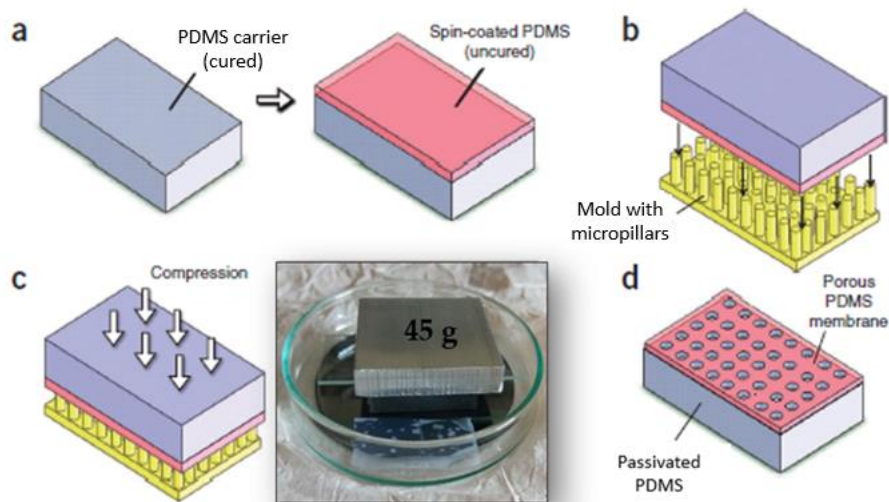 a
PDMS carrier
(cured)
Spin-coated PDMS
(uncured)
b
Mold with
micropillars
c
Compression
45 g
d
Porous
PDMS
membrane
Passivated
PDMS